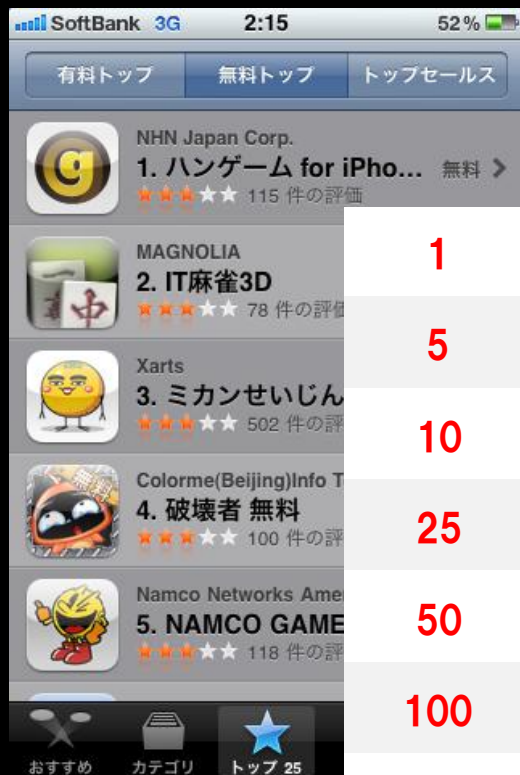 SoftBank 3G 2:15 52%
有料トップ 無料トップ トップセールス
NHN Japan Corp.
1. ハンゲーム for iPho... 無料
115 件の評価
MAGNOLIA
2. IT麻雀3D
78 件の評価
1
Xarts
5
3. ミカンせいじん
502 件の評
10
Colorme(Beijing)Info T
4. 破壊者 無料
25
100 件の評
Namco Networks Ame
5. NAMCO GAME
50
118 件の評
100
おすすめ カテゴリ トップ 25